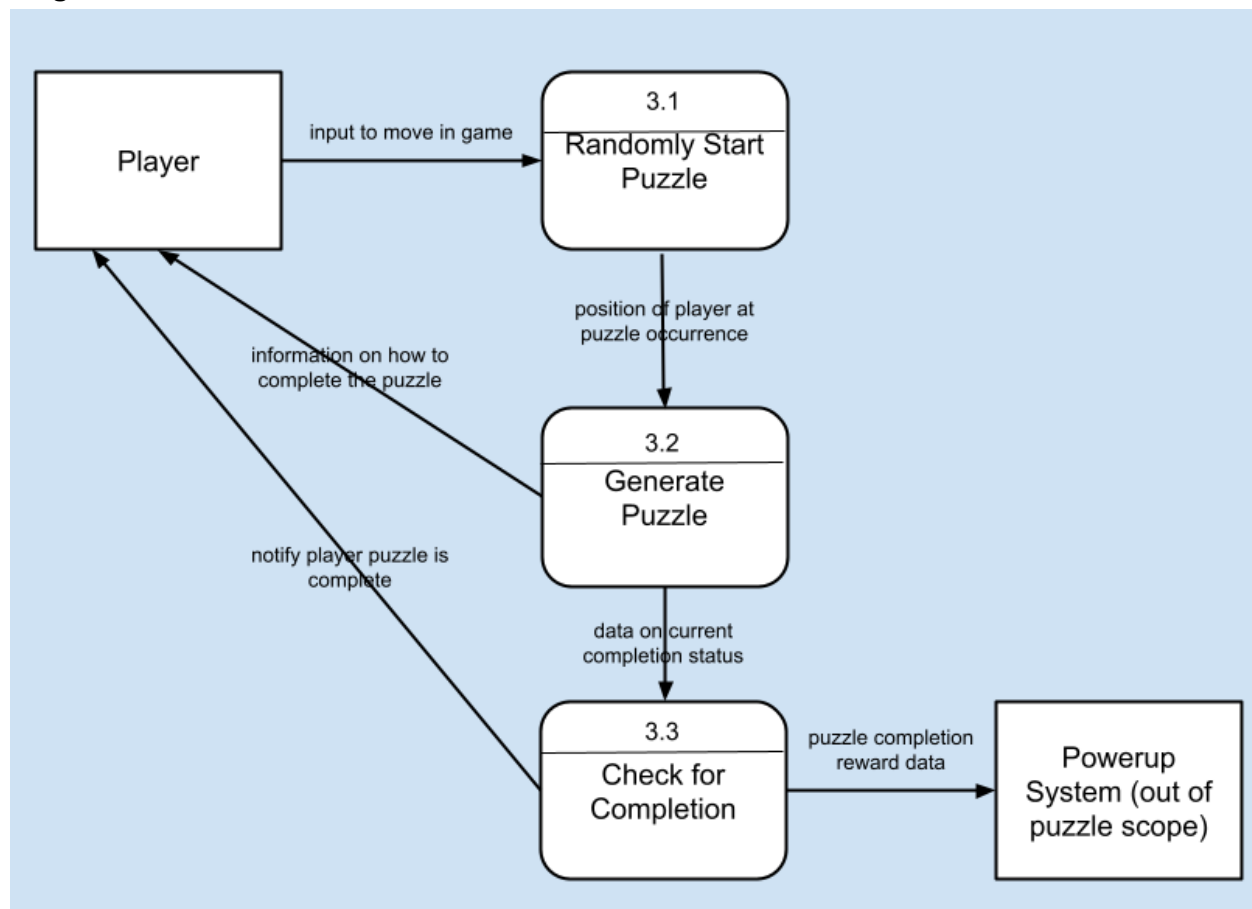 Player
input to move in game
3.1
Randomly Start
Puzzle
position of player at
puzzle occurrence
information on how to
complete the puzzle
3.2
Generate
Puzzle
notify player puzzle is
complete
data on current
completion status
3.3
Check for
Completion
puzzle completion
reward data
Powerup
System (out of
puzzle scope)